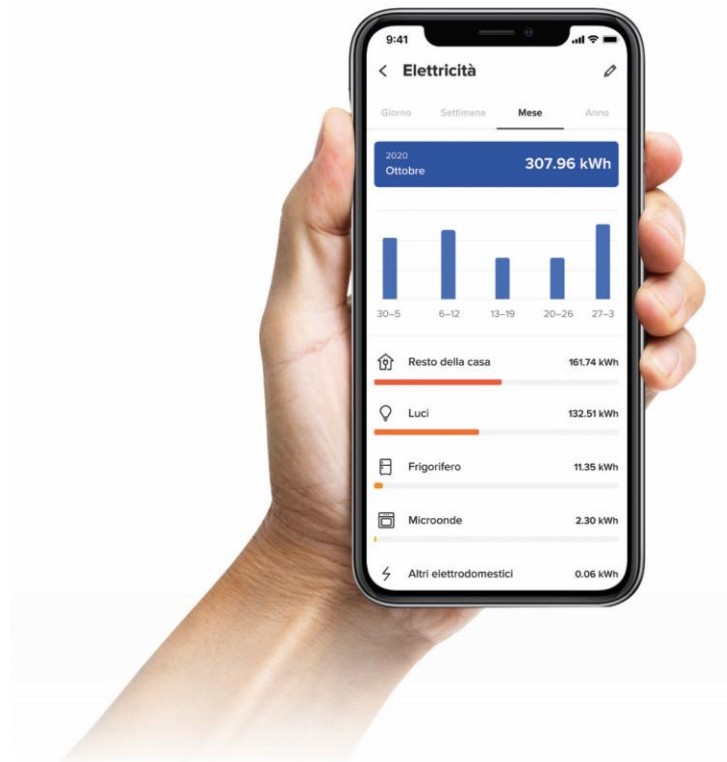 9:41
Elettricità
Giorno Settimana Mese Anno
2020
Ottobre
307.96 kWh
30–5 6–12 13–19 20–26 27–3
Resto della casa 161.74 kWh
Luci 132.51 kWh
Frigorifero 11.35 kWh
Microonde 2.30 kWh
Altri elettrodomestici 0.06 kWh